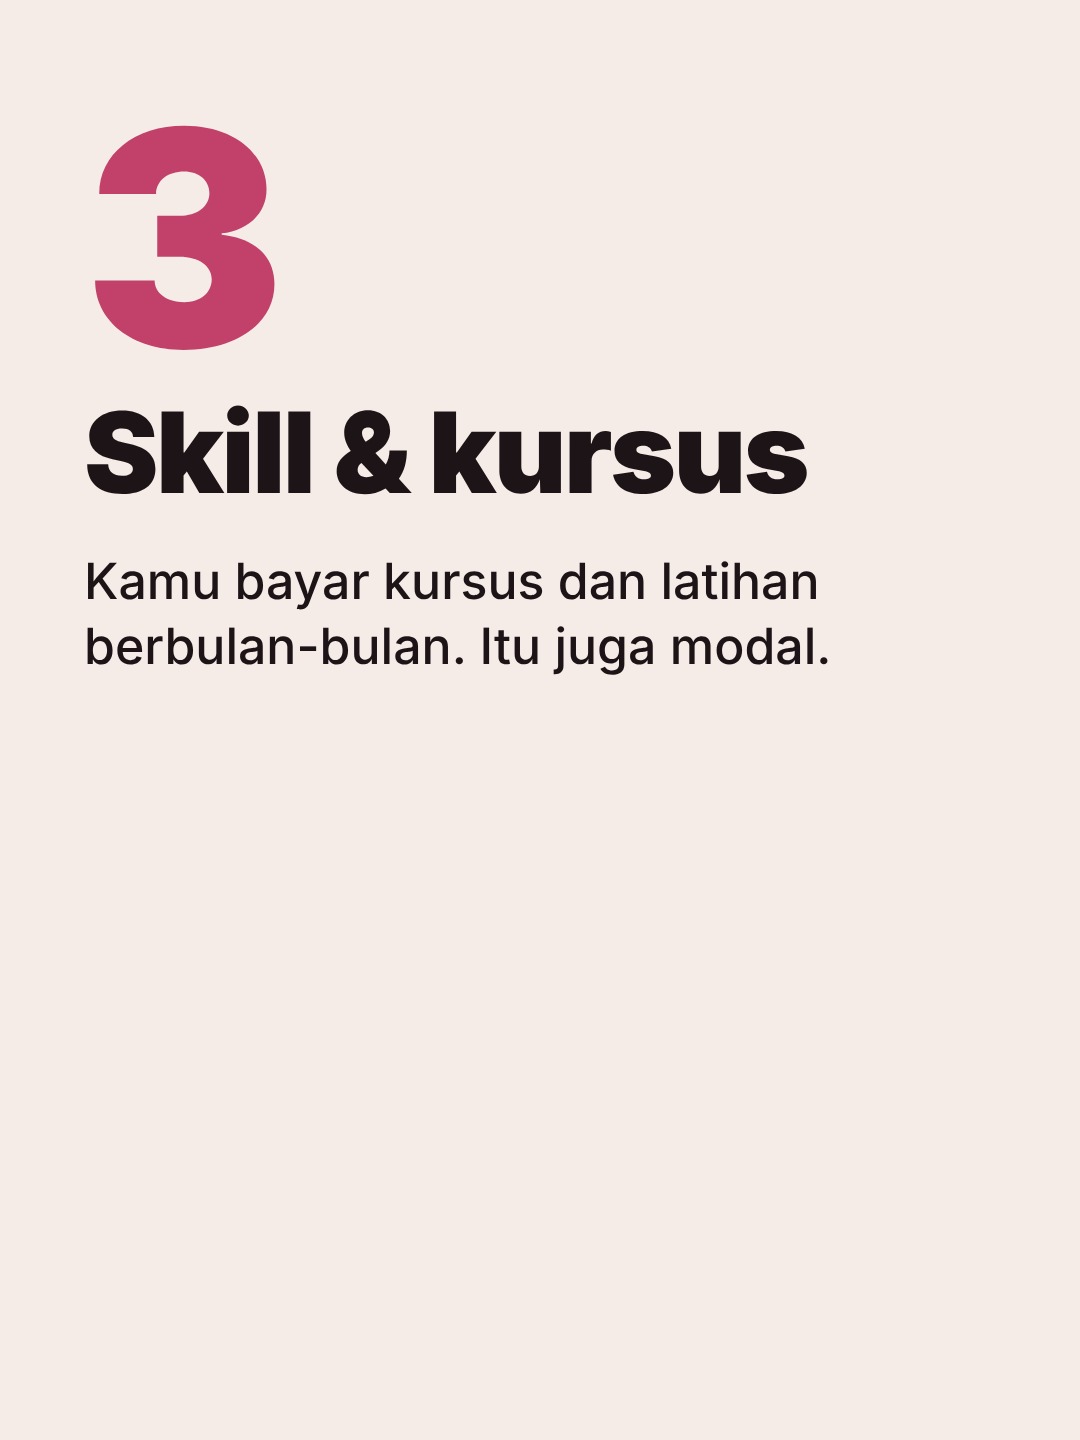 3
Skill & kursus
Kamu bayar kursus dan latihan
berbulan-bulan. Itu juga modal.